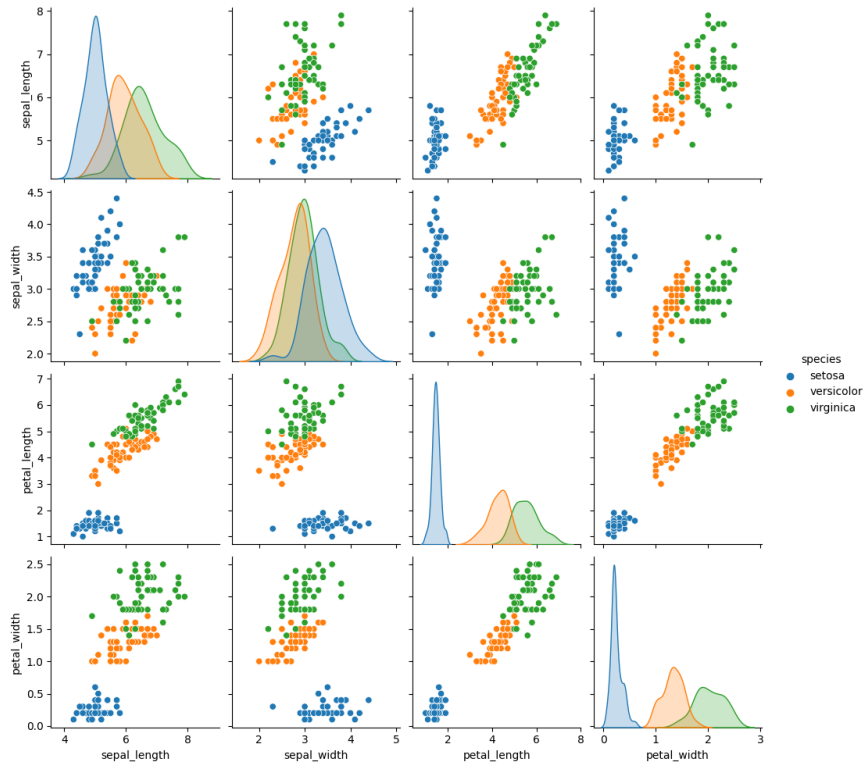 8
7
6
5
sepal_length
4.5
4.0
3.5
3.0
2.5
2.0
sepal_width
species
setosa
versicolor
virginica
7
6
5
4
3
2
1
petal_length
2.5
2.0
1.5
1.0
0.5
0.0
petal_width
4 6 8
sepal_length
2 3 4 5
sepal_width
2 4 6 8
petal_length
0 1 2 3
petal_width